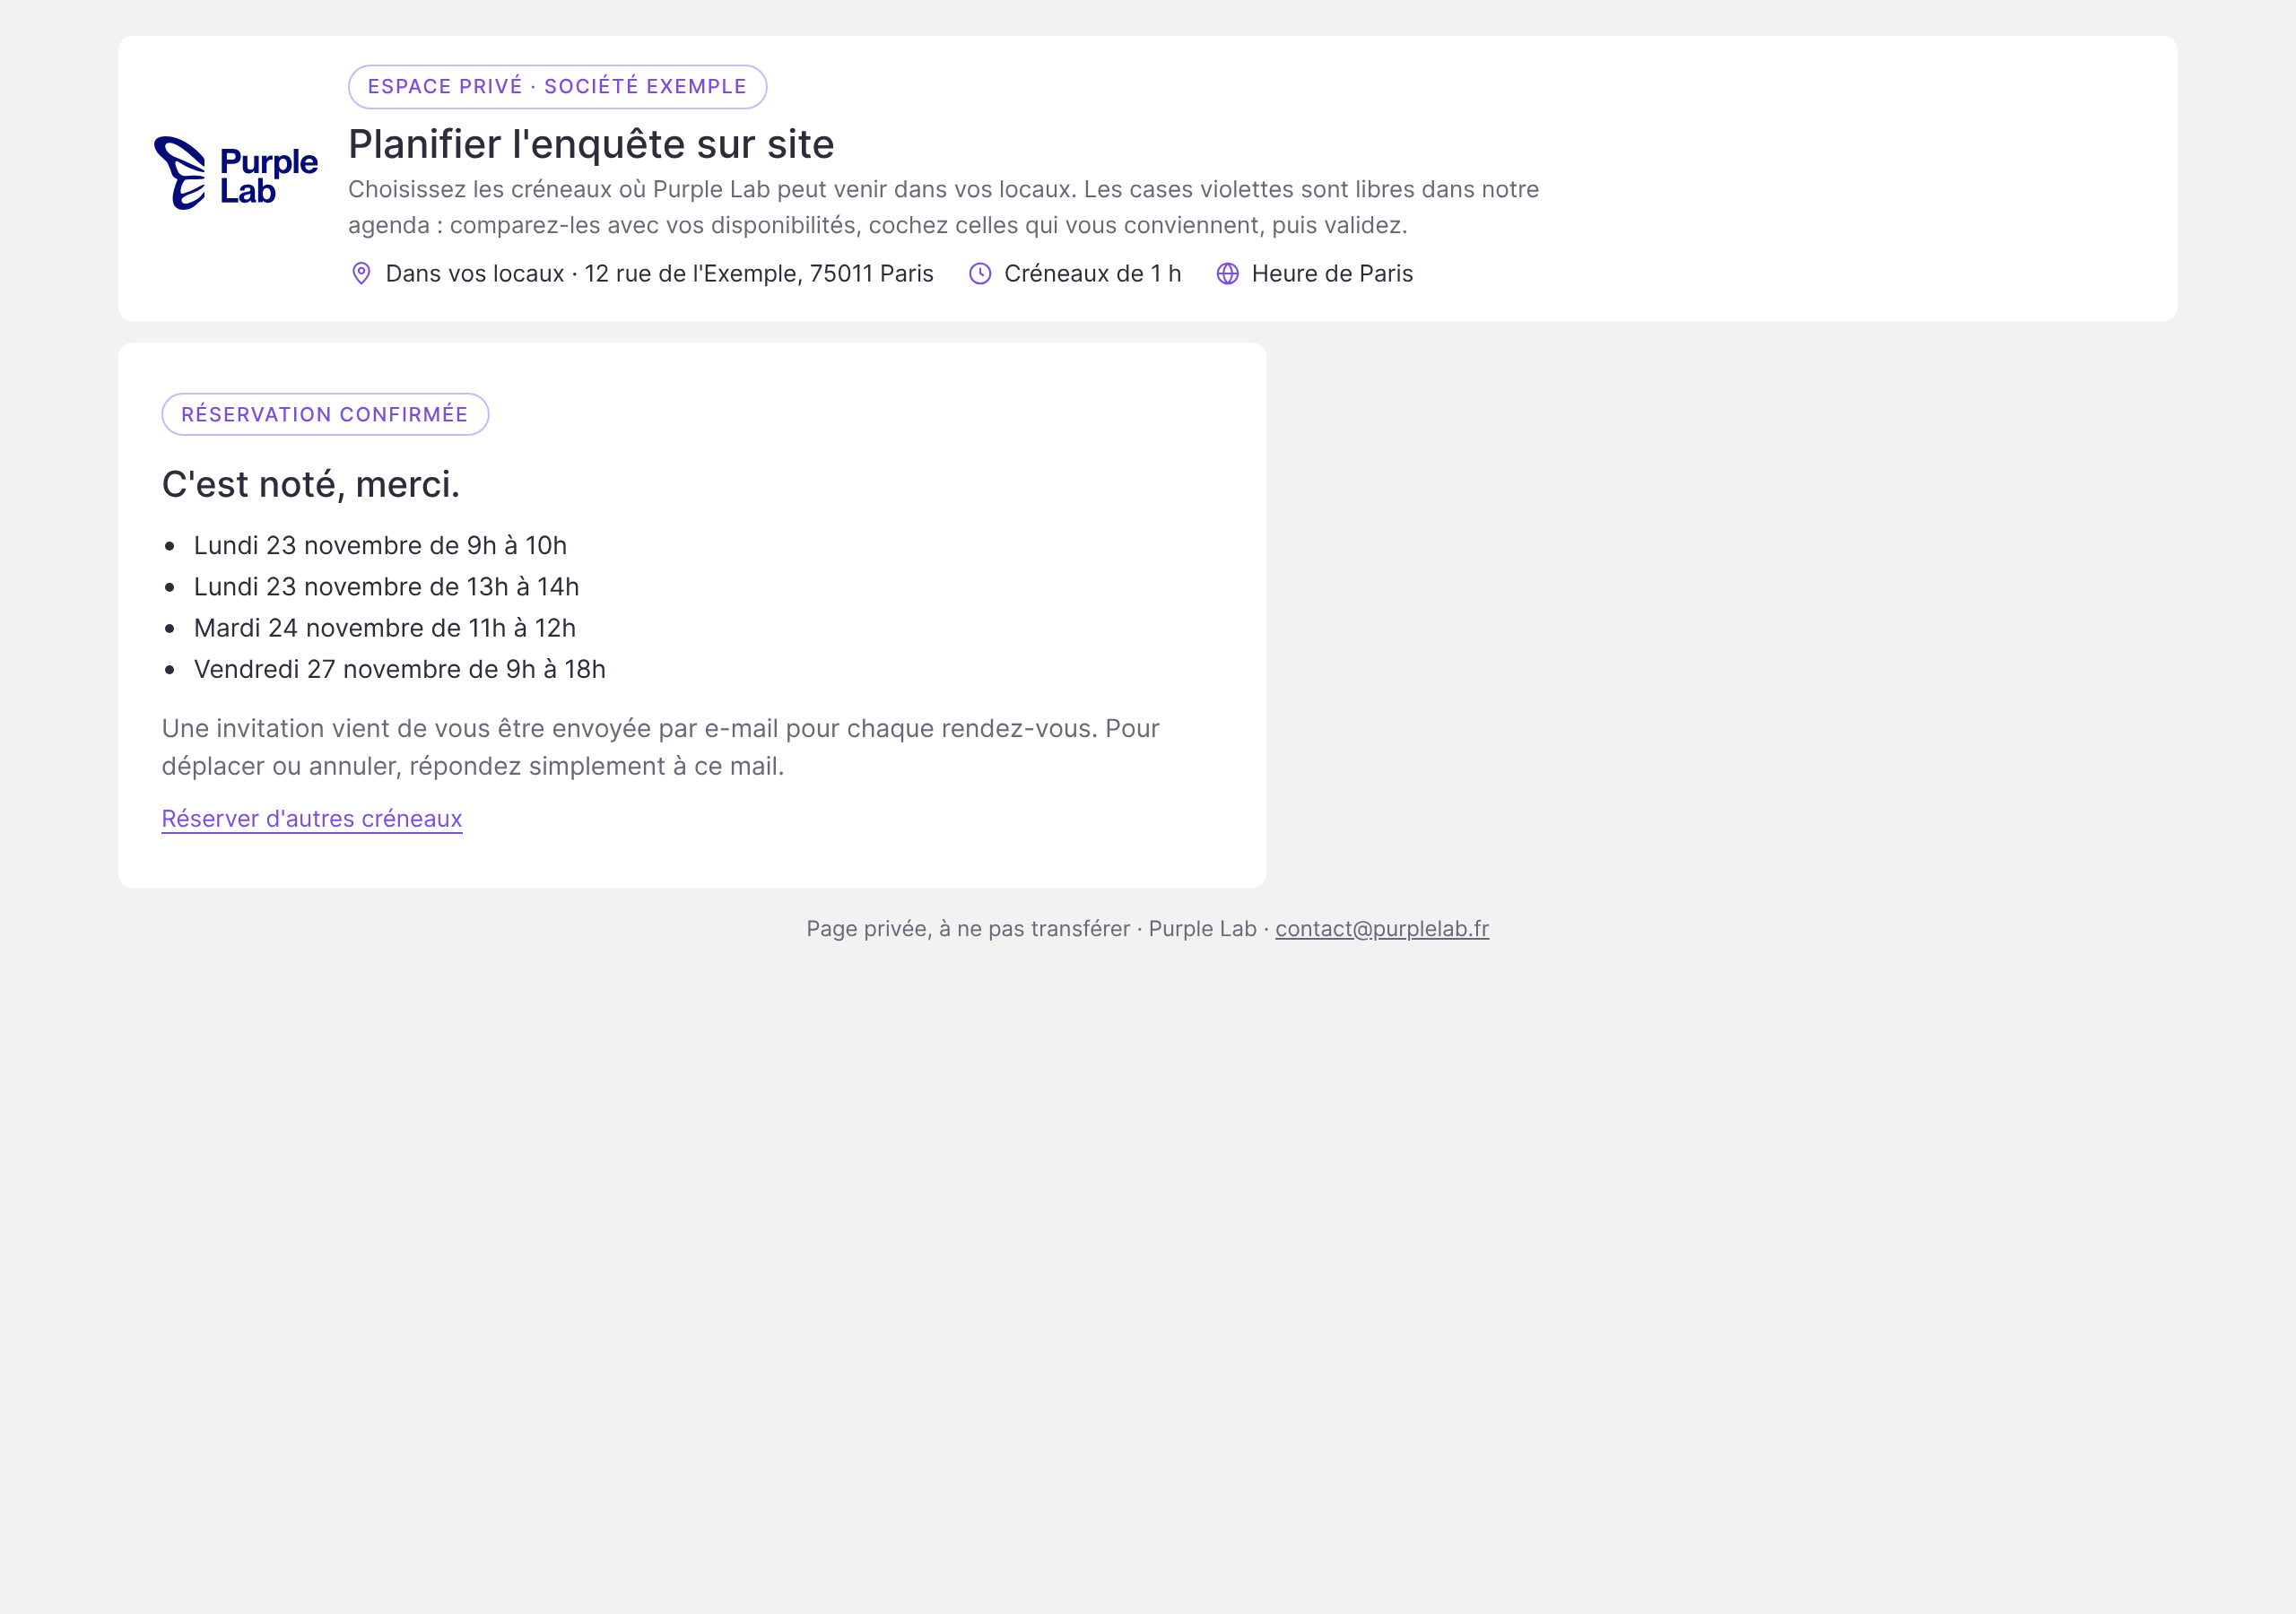 ESPACE PRIVÉ · SOCIÉTÉ EXEMPLE
Purple
Lab
Planifier l'enquête sur site
Choisissez les créneaux où Purple Lab peut venir dans vos locaux. Les cases violettes sont libres dans notre
agenda : comparez-les avec vos disponibilités, cochez celles qui vous conviennent, puis validez.
Dans vos locaux · 12 rue de l'Exemple, 75011 Paris Créneaux de 1 h Heure de Paris
RÉSERVATION CONFIRMÉE
C'est noté, merci.
• Lundi 23 novembre de 9h à 10h
• Lundi 23 novembre de 13h à 14h
• Mardi 24 novembre de 11h à 12h
• Vendredi 27 novembre de 9h à 18h
Une invitation vient de vous être envoyée par e-mail pour chaque rendez-vous. Pour
déplacer ou annuler, répondez simplement à ce mail.
Réserver d'autres créneaux
Page privée, à ne pas transférer · Purple Lab · contact@purplelab.fr